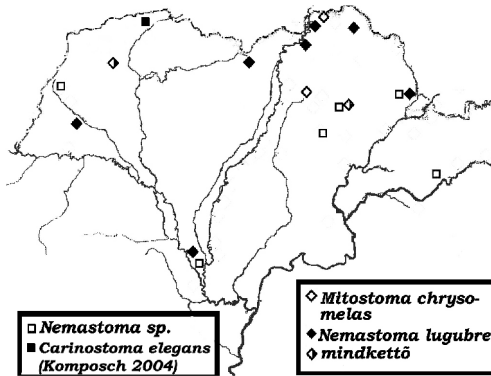 Nemastoma sp.
Carinostoma elegans
(Komposch 2004)
Mitostoma chryso-
melas
Nemastoma lugubre
mindkettő